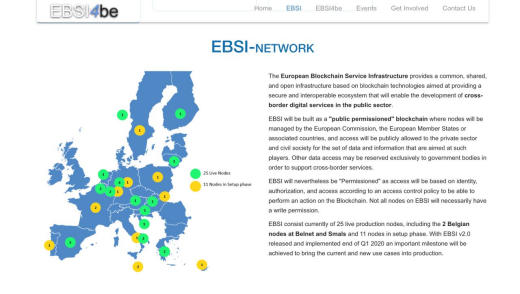 EBSI4be
Home EBSI EBSI4be Events Get Involved Contact Us
EBSI-NETWORK
25 Live Nodes
11 Nodes in Setup phase
The European Blockchain Service Infrastructure provides a common, shared,
and open infrastructure based on blockchain technologies aimed at providing a
secure and interoperable ecosystem that will enable the development of cross-
border digital services in the public sector.
EBSI will be built as a "public permissioned" blockchain where nodes will be
managed by the European Commission, the European Member States or
associated countries, and access will be publicly allowed to the private sector
and civil society for the set of data and information that are aimed at such
players. Other data access may be reserved exclusively to government bodies in
order to support cross-border services.
EBSI will nevertheless be "Permissioned" as access will be based on identity,
authorization, and access according to an access control policy to be able to
perform an action on the Blockchain. Not all nodes on EBSI will necessarily have
a write permission.
EBSI consist currently of 25 live production nodes, including the 2 Belgian
nodes at Belnet and Smals and 11 nodes in setup phase. With EBSI v2.0
released and implemented end of Q1 2020 an important milestone will be
achieved to bring the current and new use cases into production.